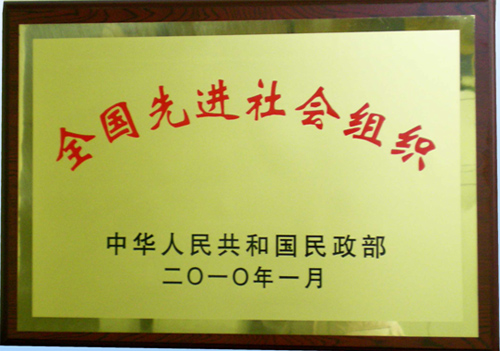 全国先进社会组织
中华人民共和国民政部
二〇一〇年一月